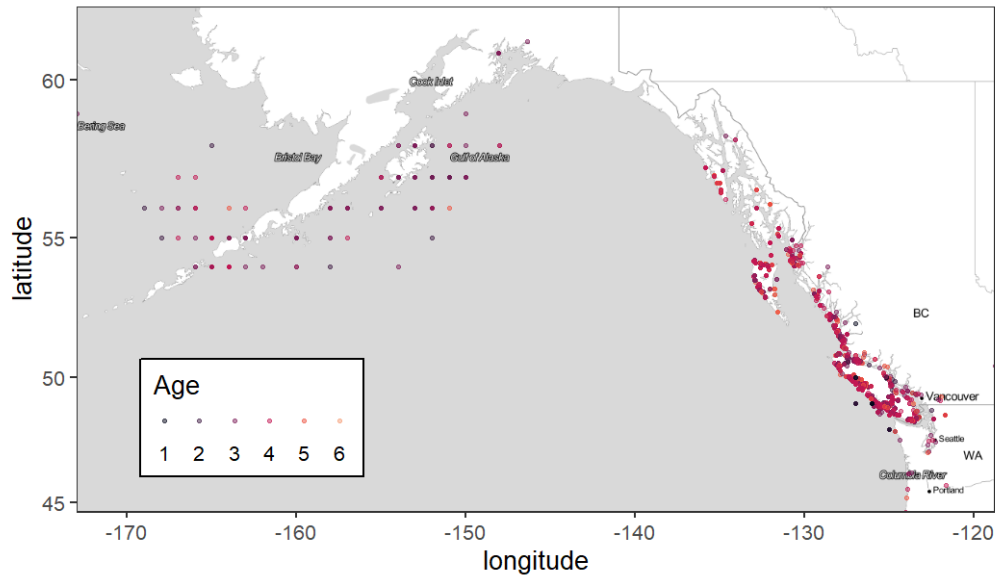 60
Cook Inlet
Bering Sea
Bristol Bay
Gulf of Alaska
55
latitude
BC
50
Age
1 2 3 4 5 6
Vancouver
Seattle
WA
Columbia River
Portland
45
-170 -160 -150 -140 -130 -120
longitude